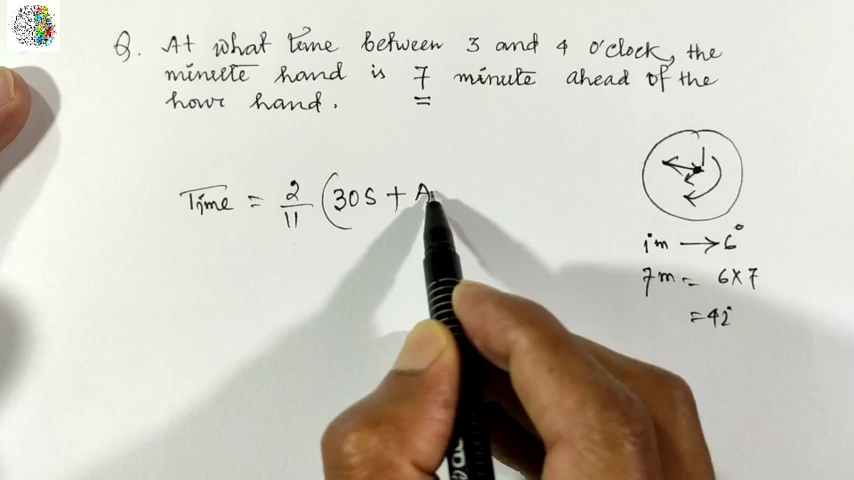 Q. At what time between 3 and 4 o'clock, the
minute hand is 7 minute ahead of the
hour hand.
Time = 2/11 (30S + A
1m → 6°
7m = 6×7
= 42°